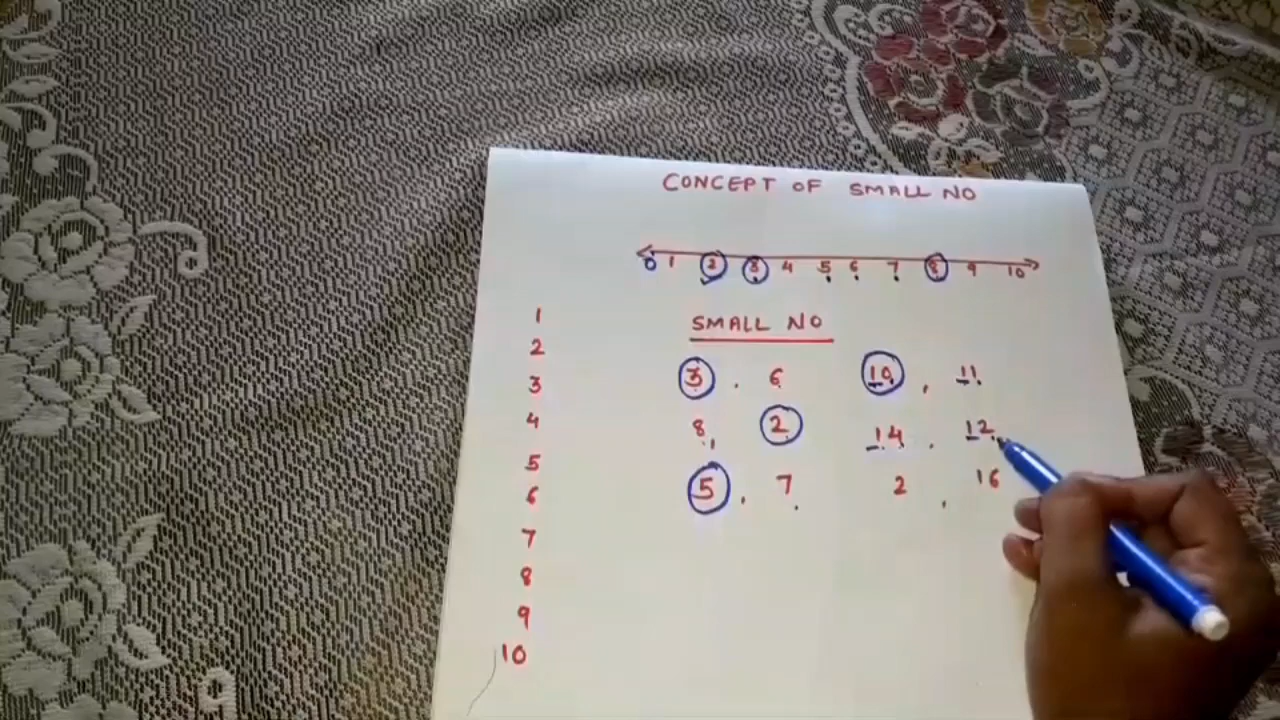 CONCEPT OF SMALL NO
0 1 2 3 4 5 6 7 8 9 10
SMALL NO
1
2
3
4
5
6
7
8
9
10
3 , 6
8 , 2
5 , 7
10 , 11
14 , 12
2 , 16